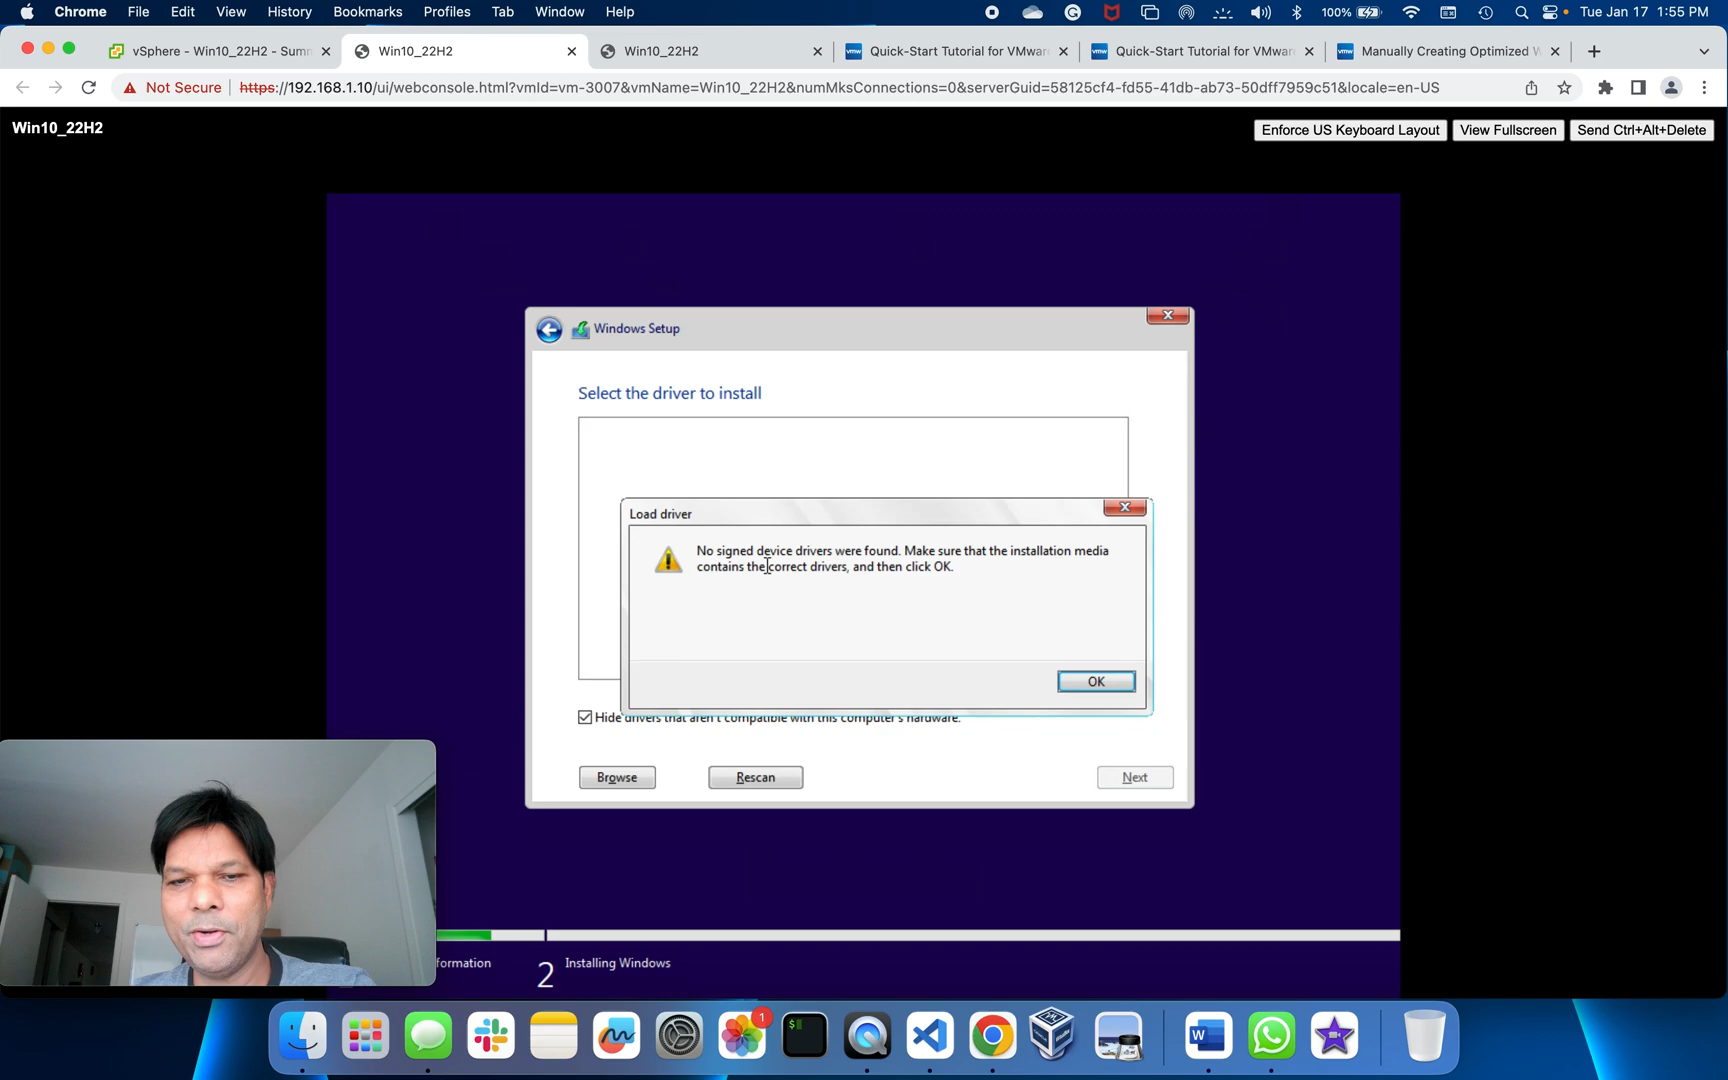 Chrome File Edit View History Bookmarks Profiles Tab Window Help 100% Tue Jan 17 1:55 PM
vSphere - Win10_22H2 - Summ Win10_22H2 Win10_22H2 Quick-Start Tutorial for VMwar Quick-Start Tutorial for VMwar Manually Creating Optimized W
Not Secure https://192.168.1.10/ui/webconsole.html?vmId=vm-3007&vmName=Win10_22H2&numMksConnections=0&serverGuid=58125cf4-fd55-41db-ab73-50dff7959c51&locale=en-US
Win10_22H2 Enforce US Keyboard Layout View Fullscreen Send Ctrl+Alt+Delete
Windows Setup
Select the driver to install
Load driver
No signed device drivers were found. Make sure that the installation media
contains the correct drivers, and then click OK.
OK
Hide drivers that aren't compatible with this computer's hardware.
Browse Rescan Next
formation 2 Installing Windows
1